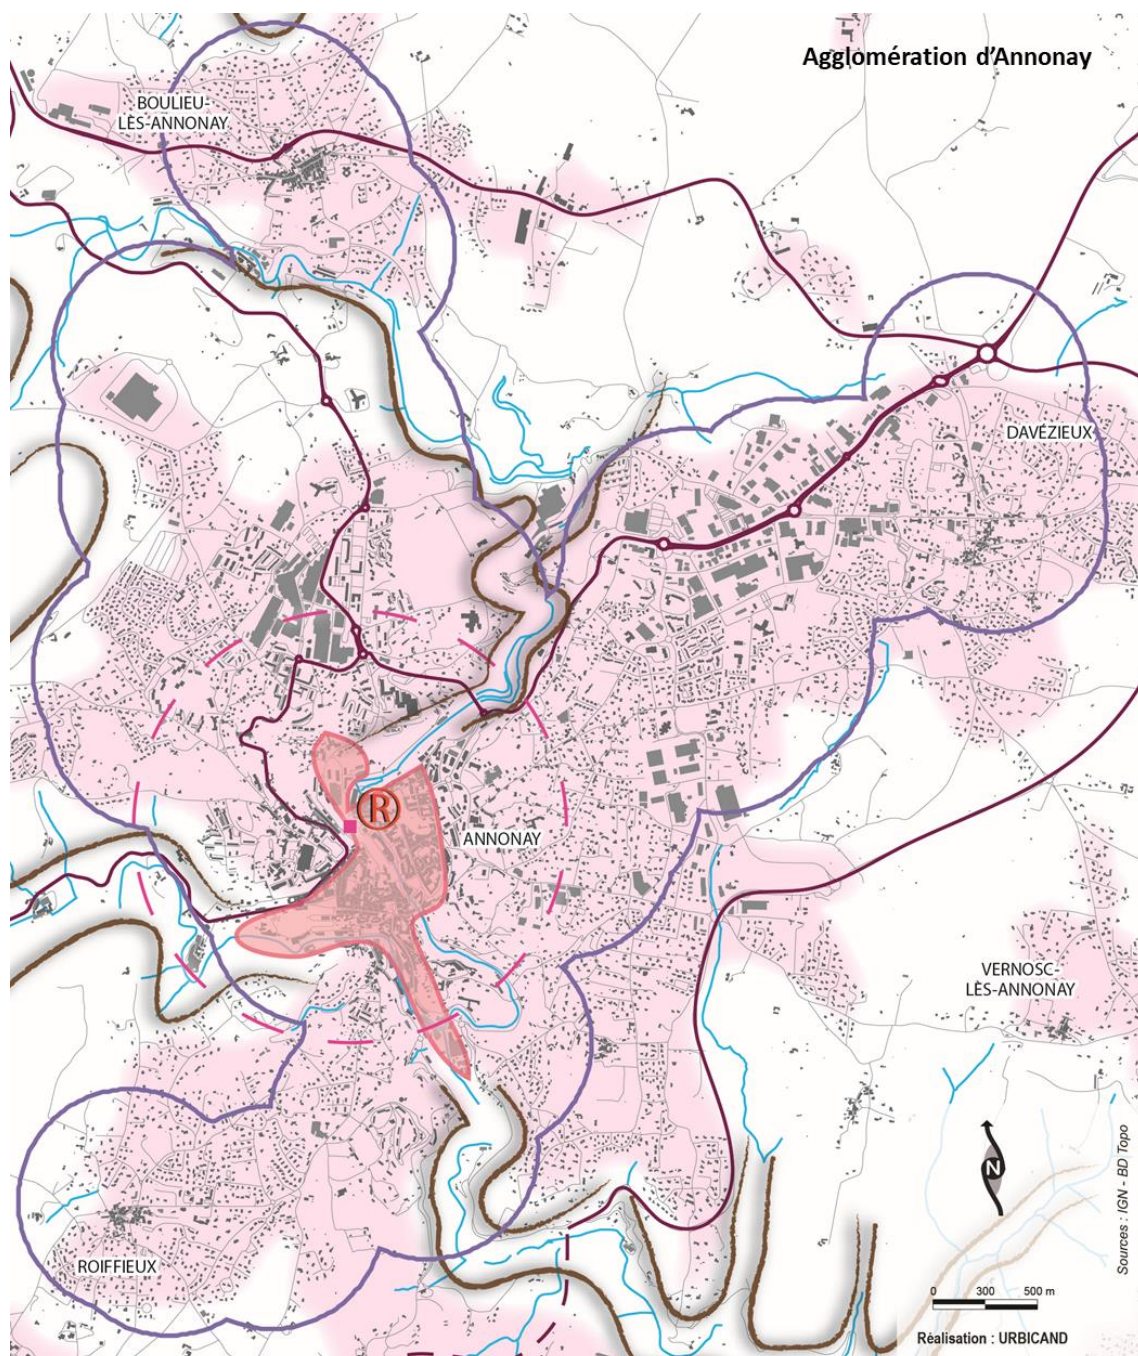 Agglomération d'Annonay
BOULIEU-
LÈS-ANNONAY
DAVÉZIEUX
R
ANNONAY
VERNOSC-
LÈS-ANNONAY
N
ROIFFIEUX
0 300 500 m
Réalisation : URBICAND
Sources : IGN - BD Topo